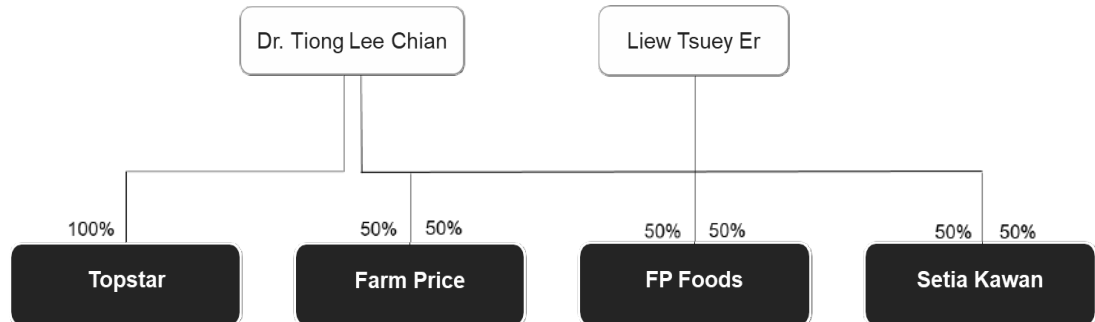 Dr. Tiong Lee Chian
Liew Tsuey Er
100%
50% 50%
50% 50%
50% 50%
Topstar
Farm Price
FP Foods
Setia Kawan